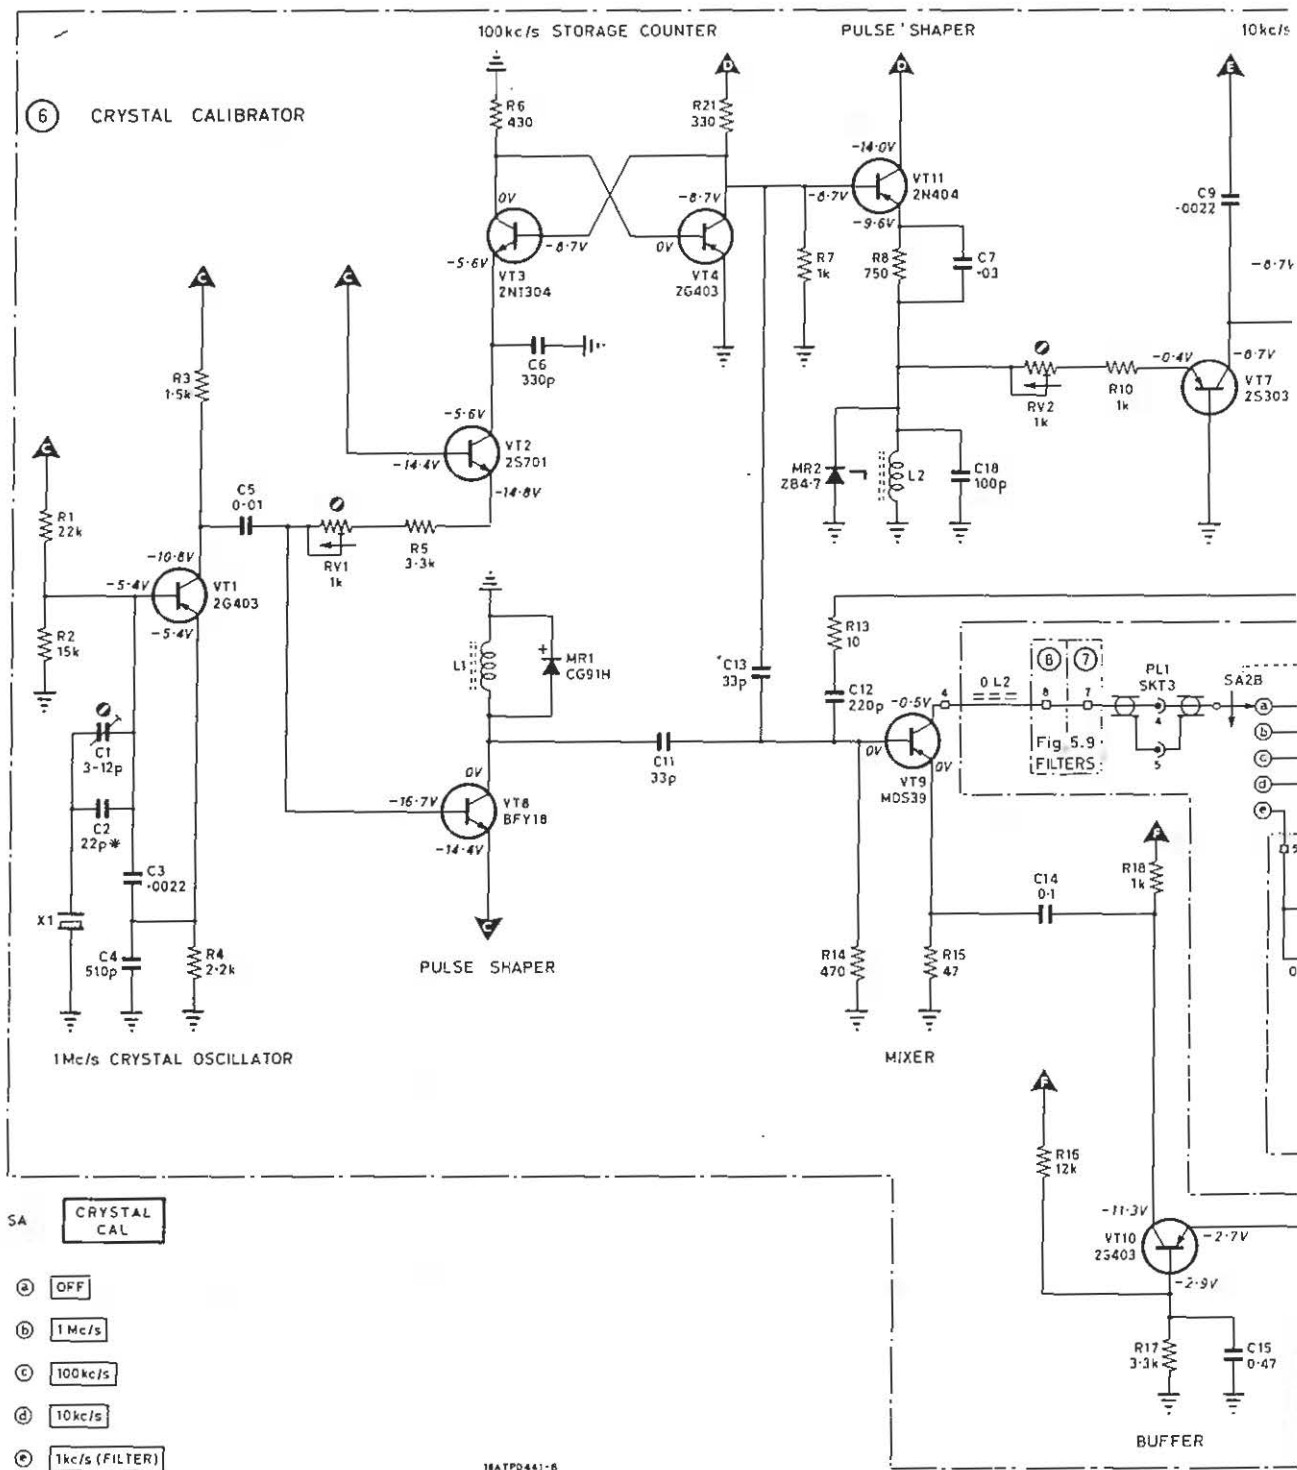 100kc/s STORAGE COUNTER
PULSE SHAPER
10kc/s
6 CRYSTAL CALIBRATOR
D
D
E
R6
430
R21
330
-14.0V
VT11
2N404
-8.7V
-9.6V
0V
-8.7V
-5.6V
VT3
2N1304
-8.7V
0V
VT4
2G403
R7
1k
R8
750
C7
.03
C9
.0022
-8.7V
C
C
C6
330p
R3
1.5k
RV2
1k
R10
1k
-0.4V
-8.7V
VT7
2S303
-5.6V
VT2
2S701
-14.4V
-14.8V
C
MR2
ZB4.7
L2
C18
100p
C5
0.01
R1
22k
RV1
1k
R5
3.3k
-10.8V
-5.4V
VT1
2G403
-5.4V
R2
15k
L1
+
MR1
CG91H
R13
10
C13
33p
C12
220p
-0.5V
4
0L2
8
7
8
7
Fig 5.9
FILTERS
PL1
SKT3
4
5
SA2B
a
b
c
d
e
C1
3-12p
C2
22p*
0V
-16.7V
VT8
BFY18
-14.4V
C11
33p
0V
0V
VT9
MDS39
C3
.0022
X1
C4
510p
R4
2.2k
C
PULSE SHAPER
F
R18
1k
C14
0.1
R14
470
R15
47
1Mc/s CRYSTAL OSCILLATOR
MIXER
F
R16
12k
SA
CRYSTAL
CAL
-11.3V
VT10
2G403
-2.7V
-2.9V
a OFF
b 1Mc/s
c 100kc/s
d 10kc/s
e 1kc/s (FILTER)
R17
3.3k
C15
0.47
BUFFER